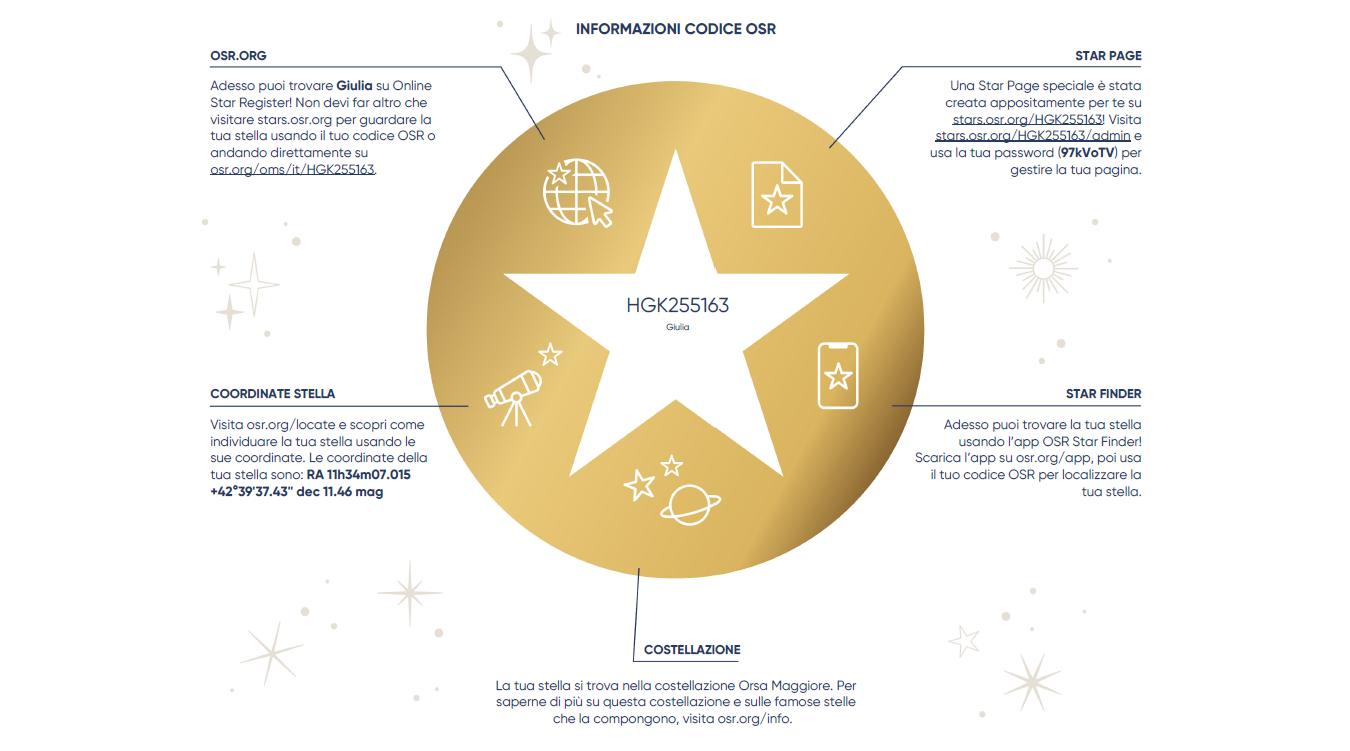 INFORMAZIONI CODICE OSR
OSR.ORG
Adesso puoi trovare Giulia su Online
Star Register! Non devi far altro che
visitare stars.osr.org per guardare la
tua stella usando il tuo codice OSR o
andando direttamente su
osr.org/oms/it/HGK255163.
STAR PAGE
Una Star Page speciale è stata
creata appositamente per te su
stars.osr.org/HGK255163! Visita
stars.osr.org/HGK255163/admin e
usa la tua password (97kVoTV) per
gestire la tua pagina.
HGK255163
Giulia
COORDINATE STELLA
Visita osr.org/locate e scopri come
individuare la tua stella usando le
sue coordinate. Le coordinate della
tua stella sono: RA 11h34m07.015
+42°39'37.43" dec 11.46 mag
STAR FINDER
Adesso puoi trovare la tua stella
usando l'app OSR Star Finder!
Scarica l'app su osr.org/app, poi usa
il tuo codice OSR per localizzare la
tua stella.
COSTELLAZIONE
La tua stella si trova nella costellazione Orsa Maggiore. Per
saperne di più su questa costellazione e sulle famose stelle
che la compongono, visita osr.org/info.